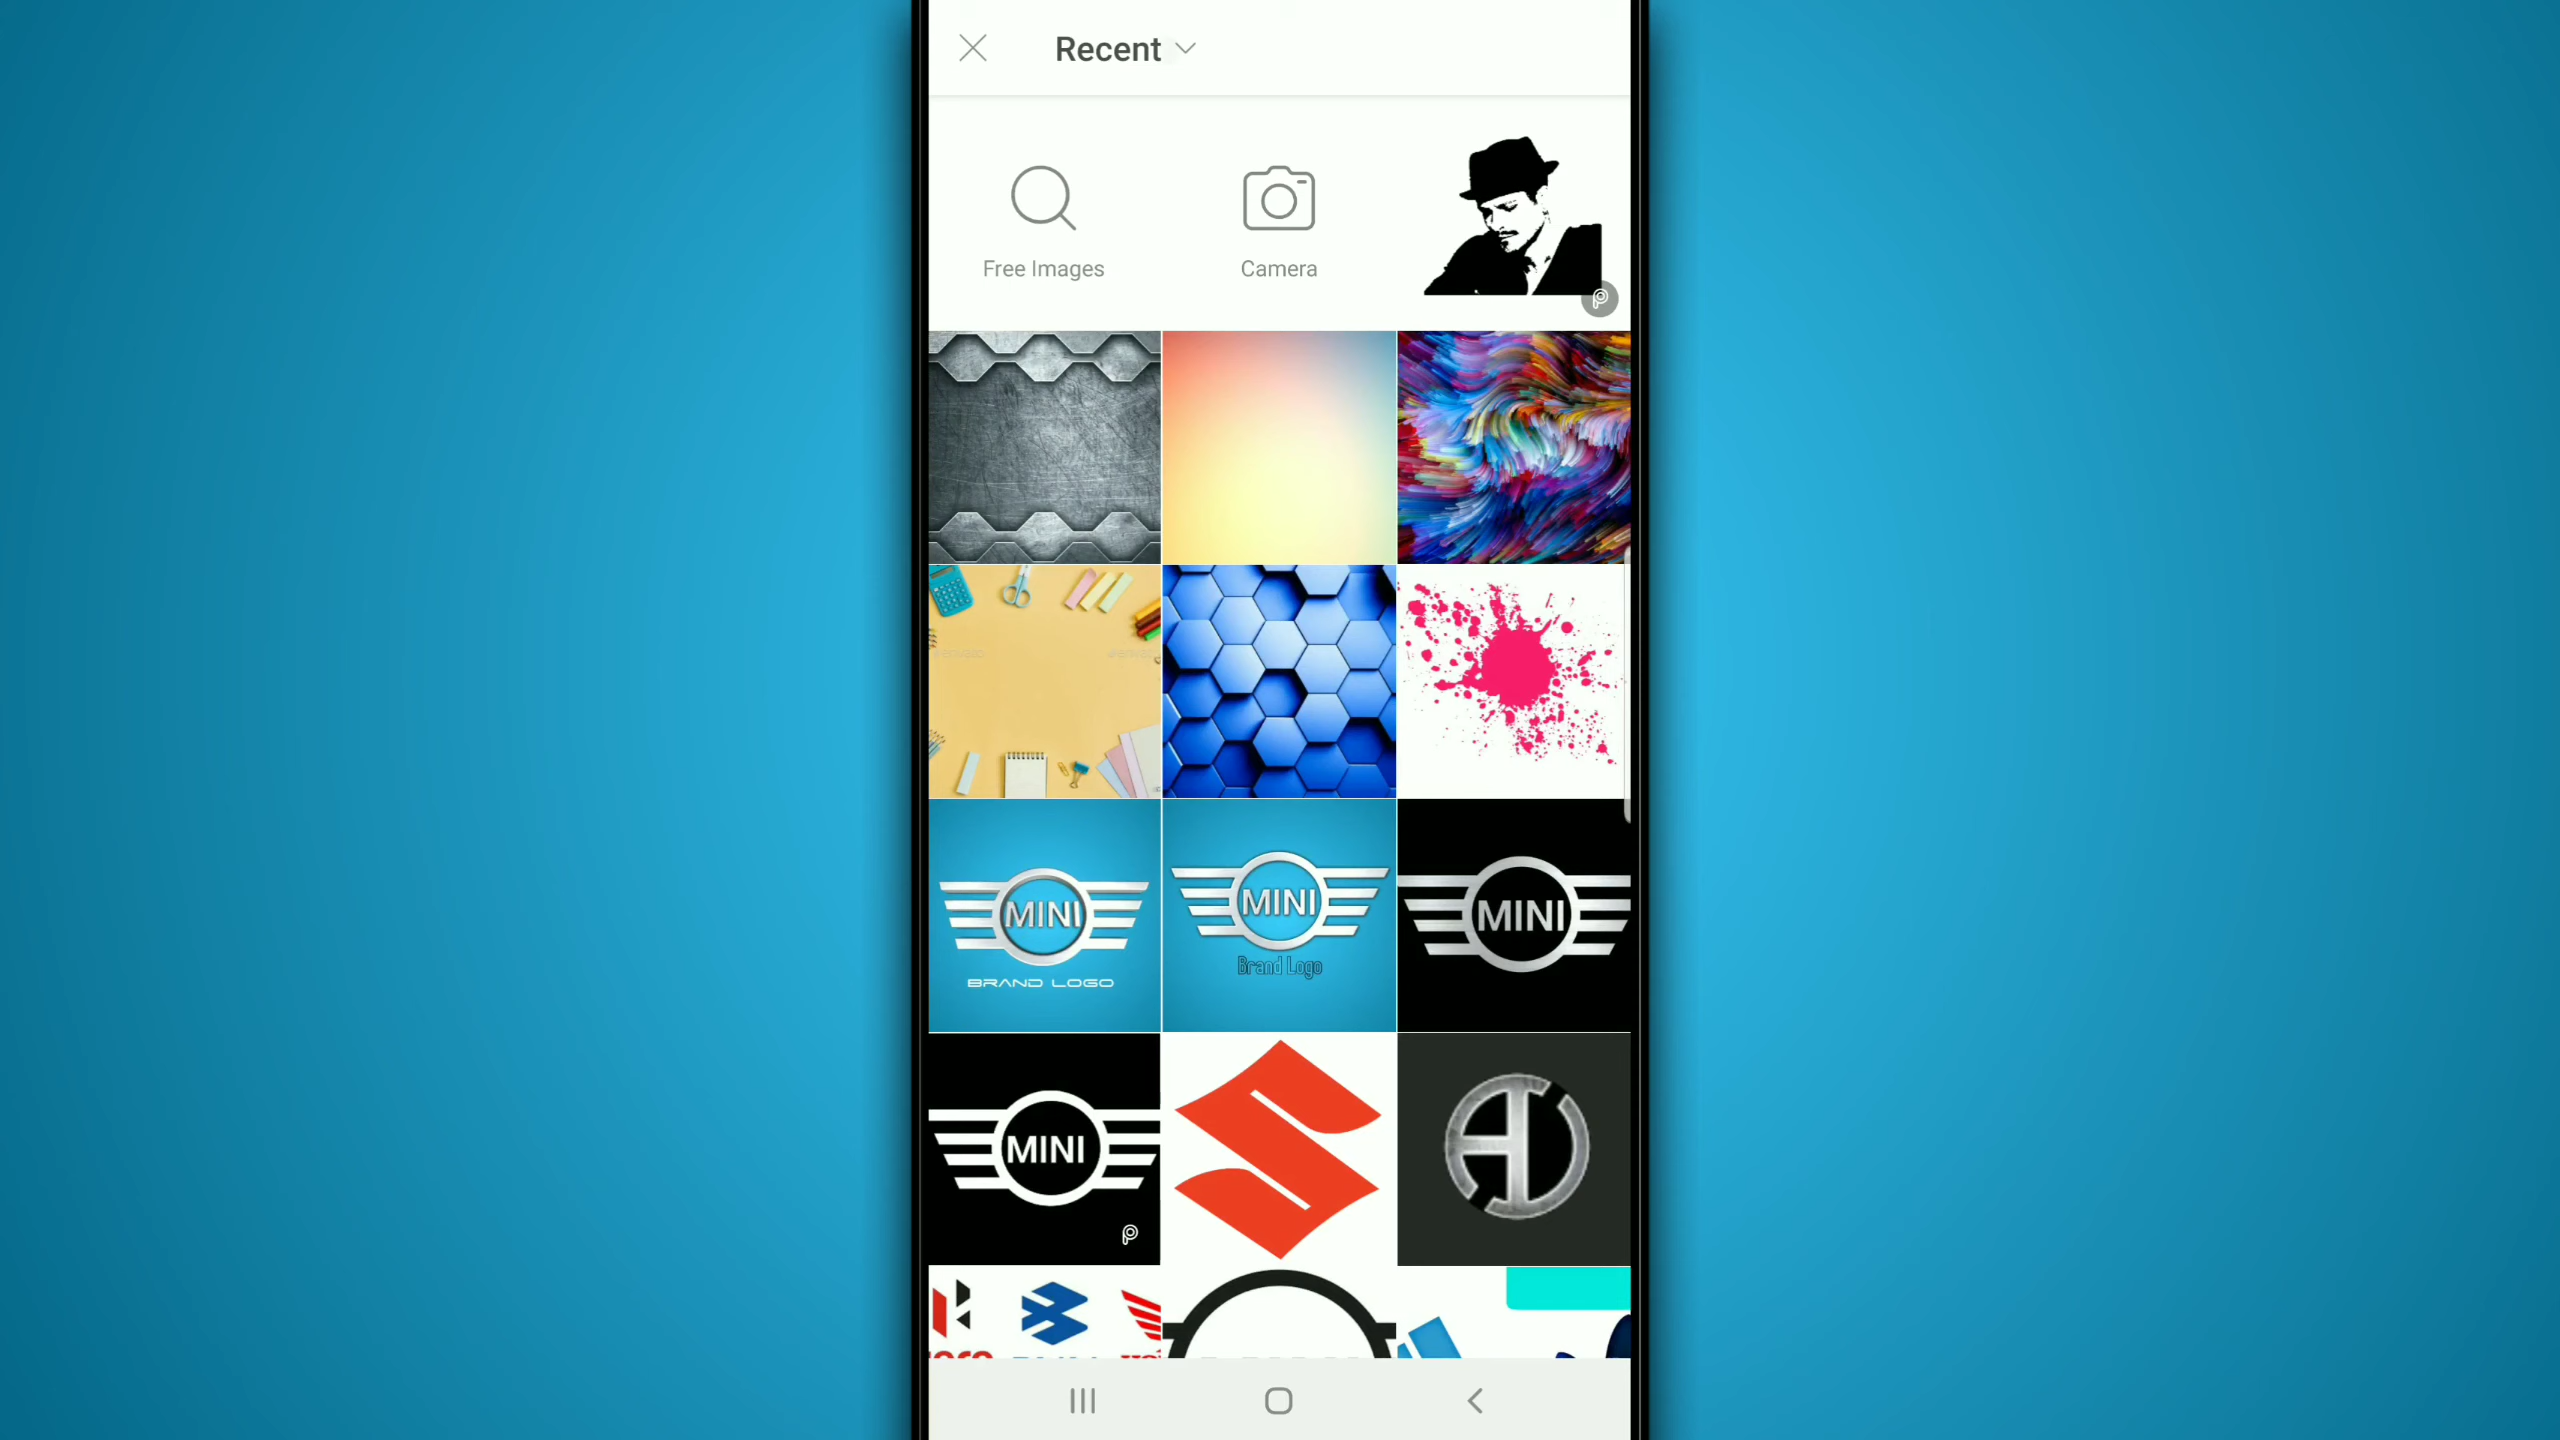 Recent
Free Images
Camera
MINI
BRAND LOGO
MINI
Brand Logo
MINI
MINI